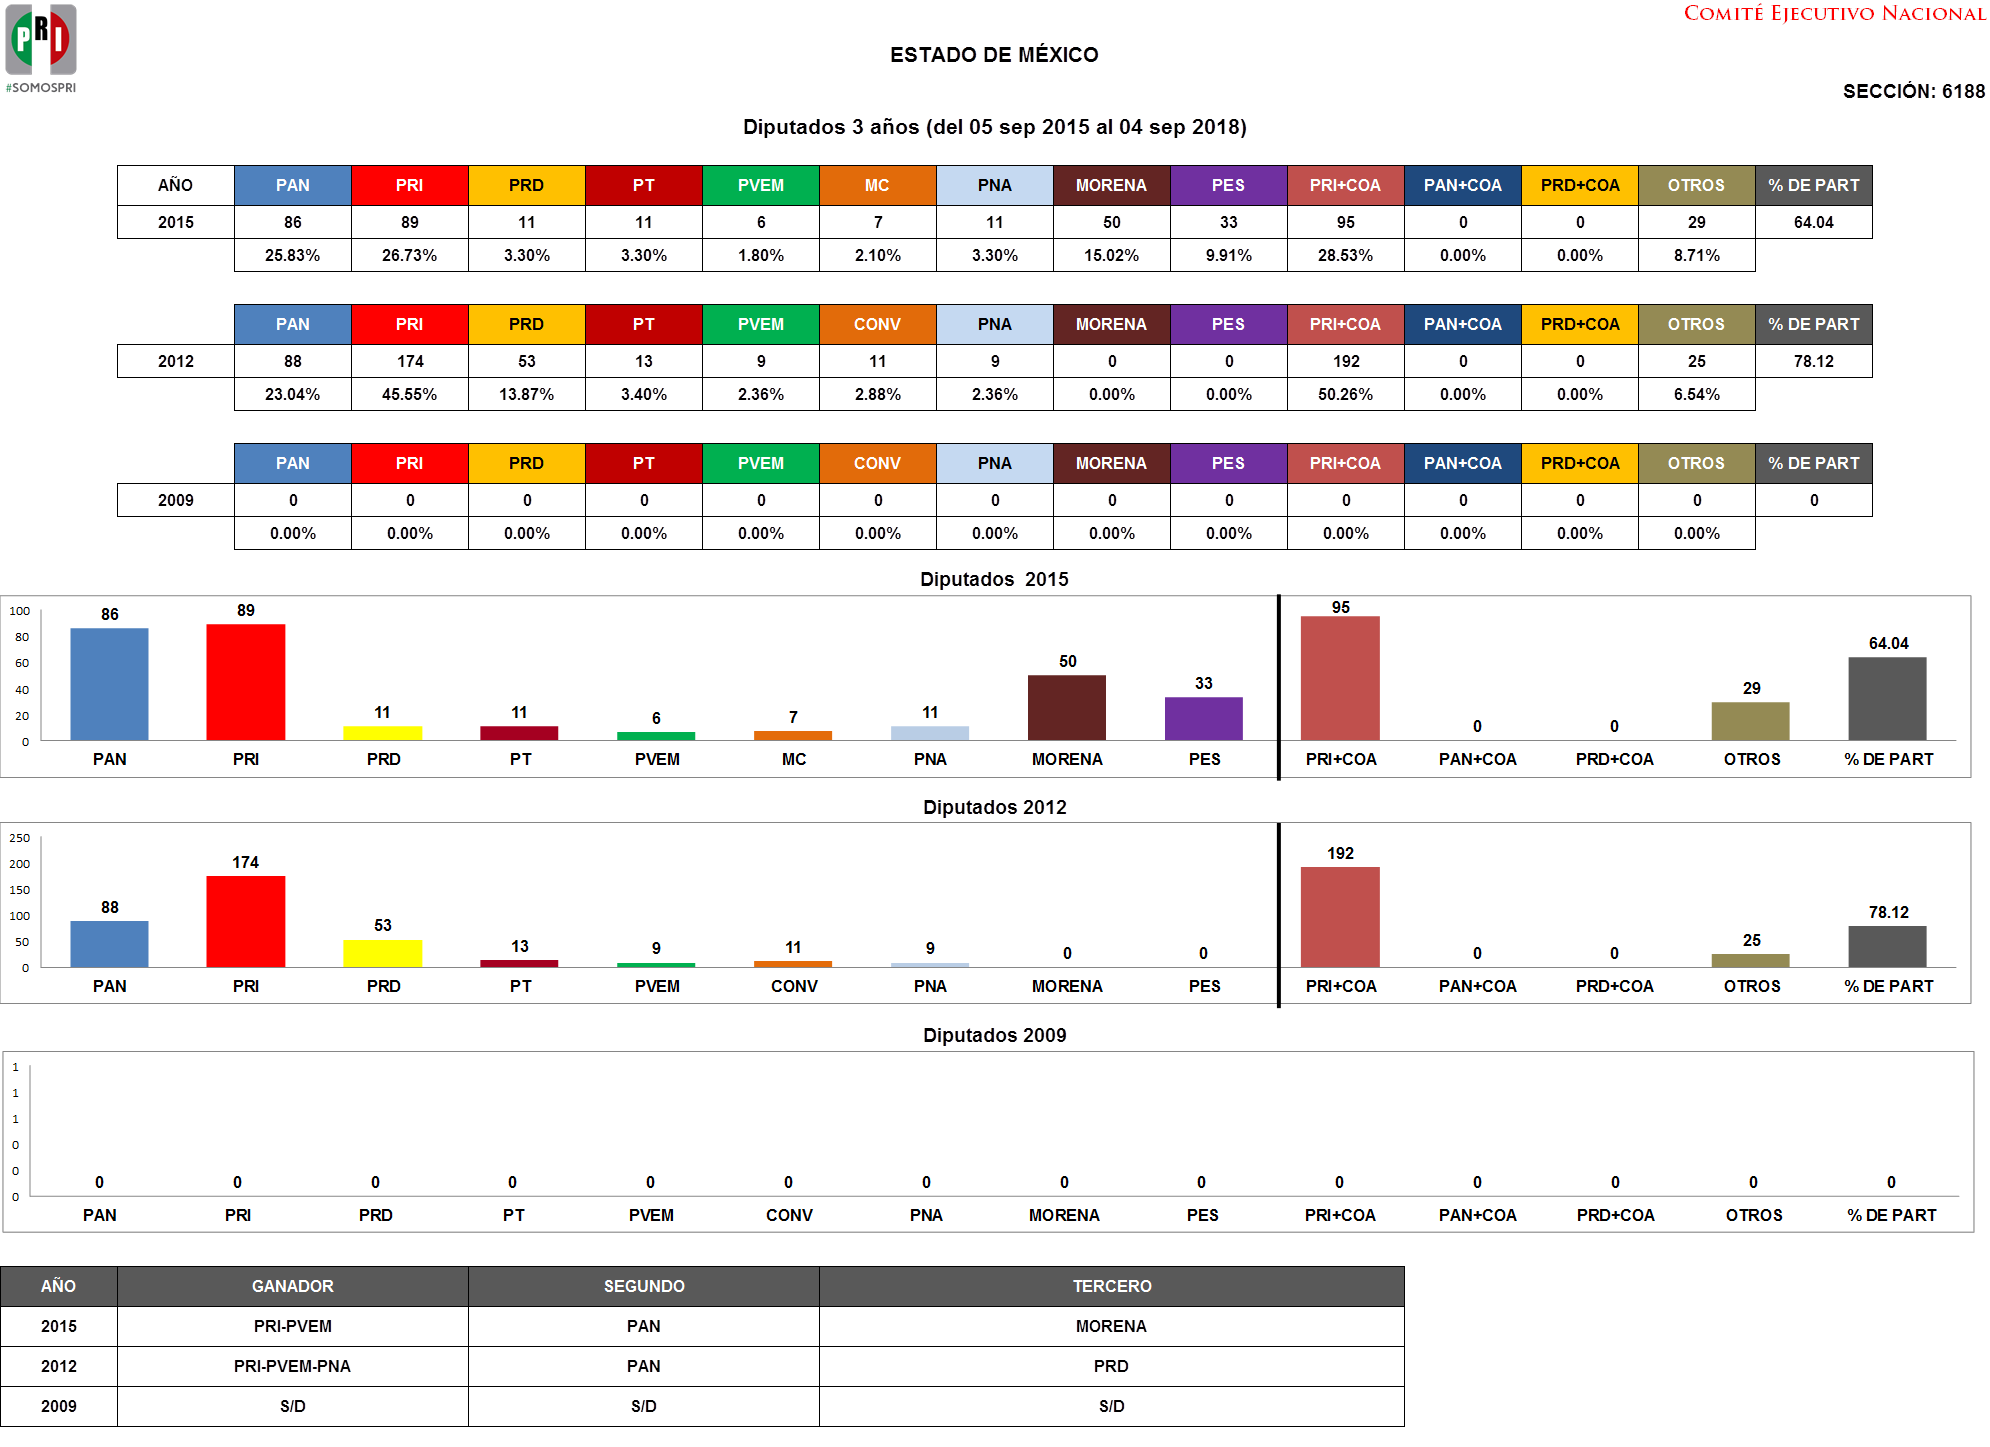 PRI
#SOMOSPRI
COMITÉ EJECUTIVO NACIONAL
ESTADO DE MÉXICO
SECCIÓN: 6188
Diputados 3 años (del 05 sep 2015 al 04 sep 2018)
AÑO PAN PRI PRD PT PVEM MC PNA MORENA PES PRI+COA PAN+COA PRD+COA OTROS % DE PART
2015 86 89 11 11 6 7 11 50 33 95 0 0 29 64.04
25.83% 26.73% 3.30% 3.30% 1.80% 2.10% 3.30% 15.02% 9.91% 28.53% 0.00% 0.00% 8.71%
PAN PRI PRD PT PVEM CONV PNA MORENA PES PRI+COA PAN+COA PRD+COA OTROS % DE PART
2012 88 174 53 13 9 11 9 0 0 192 0 0 25 78.12
23.04% 45.55% 13.87% 3.40% 2.36% 2.88% 2.36% 0.00% 0.00% 50.26% 0.00% 0.00% 6.54%
PAN PRI PRD PT PVEM CONV PNA MORENA PES PRI+COA PAN+COA PRD+COA OTROS % DE PART
2009 0 0 0 0 0 0 0 0 0 0 0 0 0 0
0.00% 0.00% 0.00% 0.00% 0.00% 0.00% 0.00% 0.00% 0.00% 0.00% 0.00% 0.00% 0.00%
Diputados 2015
100
80
60
40
20
0
86 89 11 11 6 7 11 50 33 95 0 0 29 64.04
PAN PRI PRD PT PVEM MC PNA MORENA PES PRI+COA PAN+COA PRD+COA OTROS % DE PART
Diputados 2012
250
200
150
100
50
0
88 174 53 13 9 11 9 0 0 192 0 0 25 78.12
PAN PRI PRD PT PVEM CONV PNA MORENA PES PRI+COA PAN+COA PRD+COA OTROS % DE PART
Diputados 2009
1
1
1
0
0
0
0 0 0 0 0 0 0 0 0 0 0 0 0 0
PAN PRI PRD PT PVEM CONV PNA MORENA PES PRI+COA PAN+COA PRD+COA OTROS % DE PART
AÑO GANADOR SEGUNDO TERCERO
2015 PRI-PVEM PAN MORENA
2012 PRI-PVEM-PNA PAN PRD
2009 S/D S/D S/D